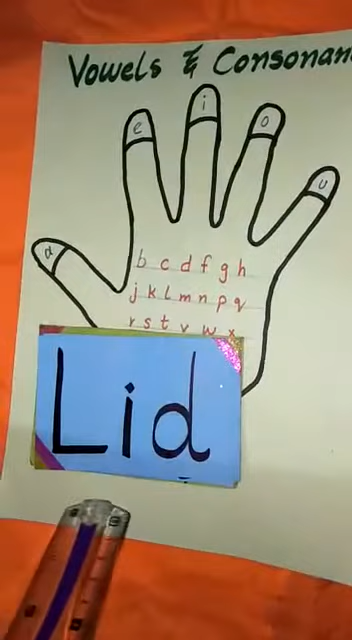 Vowels & Consonan
a e i o u
b c d f g h
j k l m n p q
r s t v w x
Lid